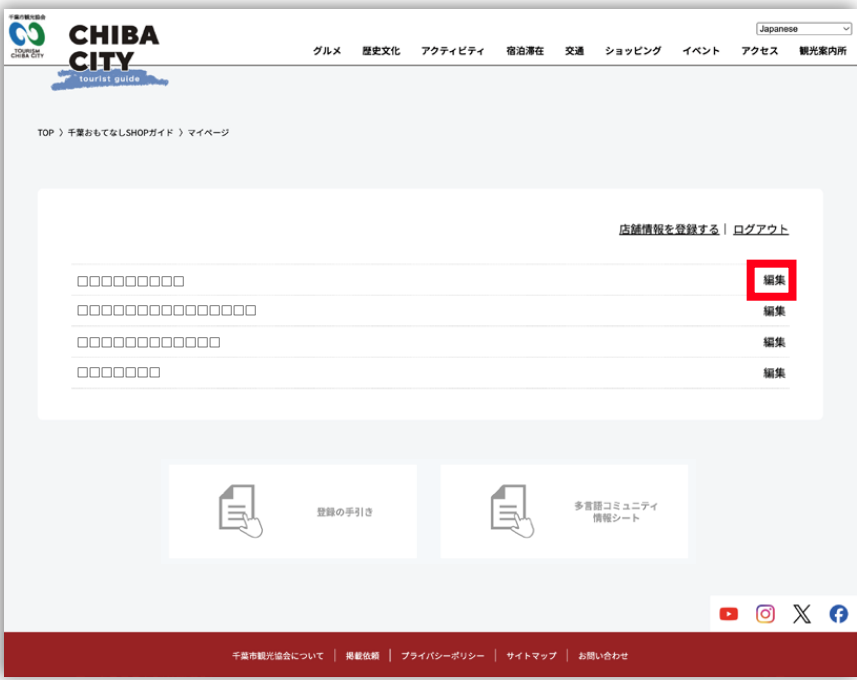 千葉市観光協会
TOURISM
CHIBA CITY
CHIBA
CITY
tourist guide
Japanese
グルメ 歴史文化 アクティビティ 宿泊滞在 交通 ショッピング イベント アクセス 観光案内所
TOP 〉千葉おもてなしSHOPガイド 〉マイページ
店舗情報を登録する | ログアウト
□□□□□□□□□ 編集
□□□□□□□□□□□□□□□ 編集
□□□□□□□□□□□□ 編集
□□□□□□□ 編集
登録の手引き
多言語コミュニティ
情報シート
千葉市観光協会について | 掲載依頼 | プライバシーポリシー | サイトマップ | お問い合わせ